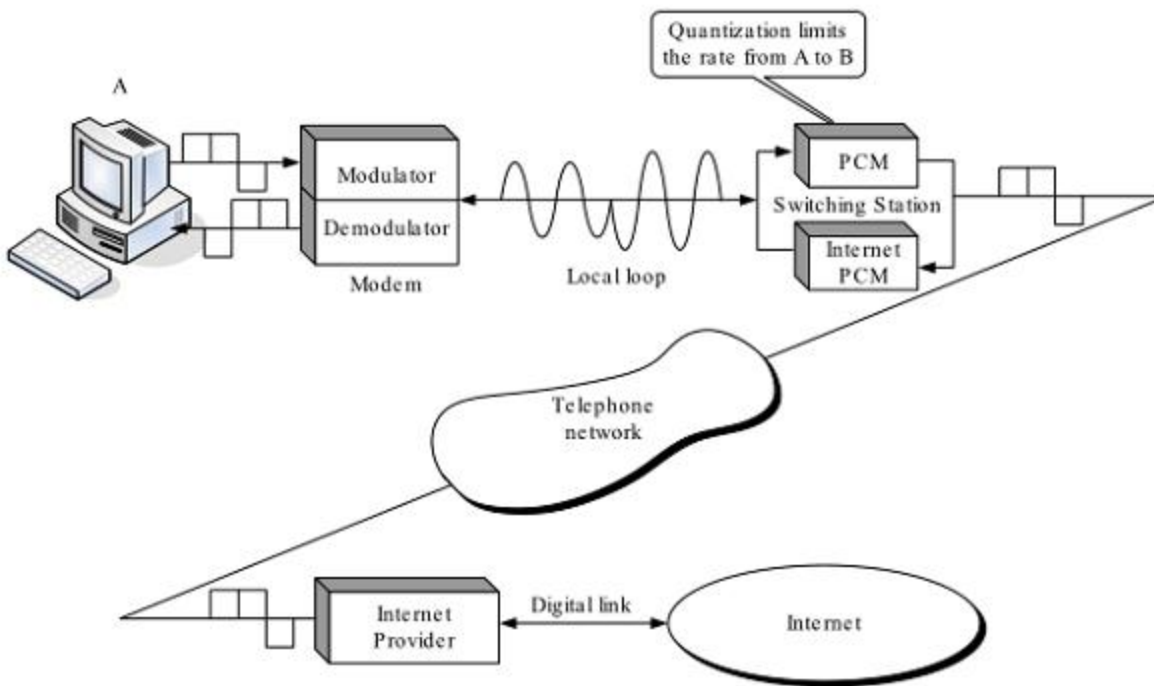 Quantization limits
the rate from A to B
A
Modulator
Demodulator
Modem
Local loop
PCM
Switching Station
Internet
PCM
Telephone
network
Internet
Provider
Digital link
Internet